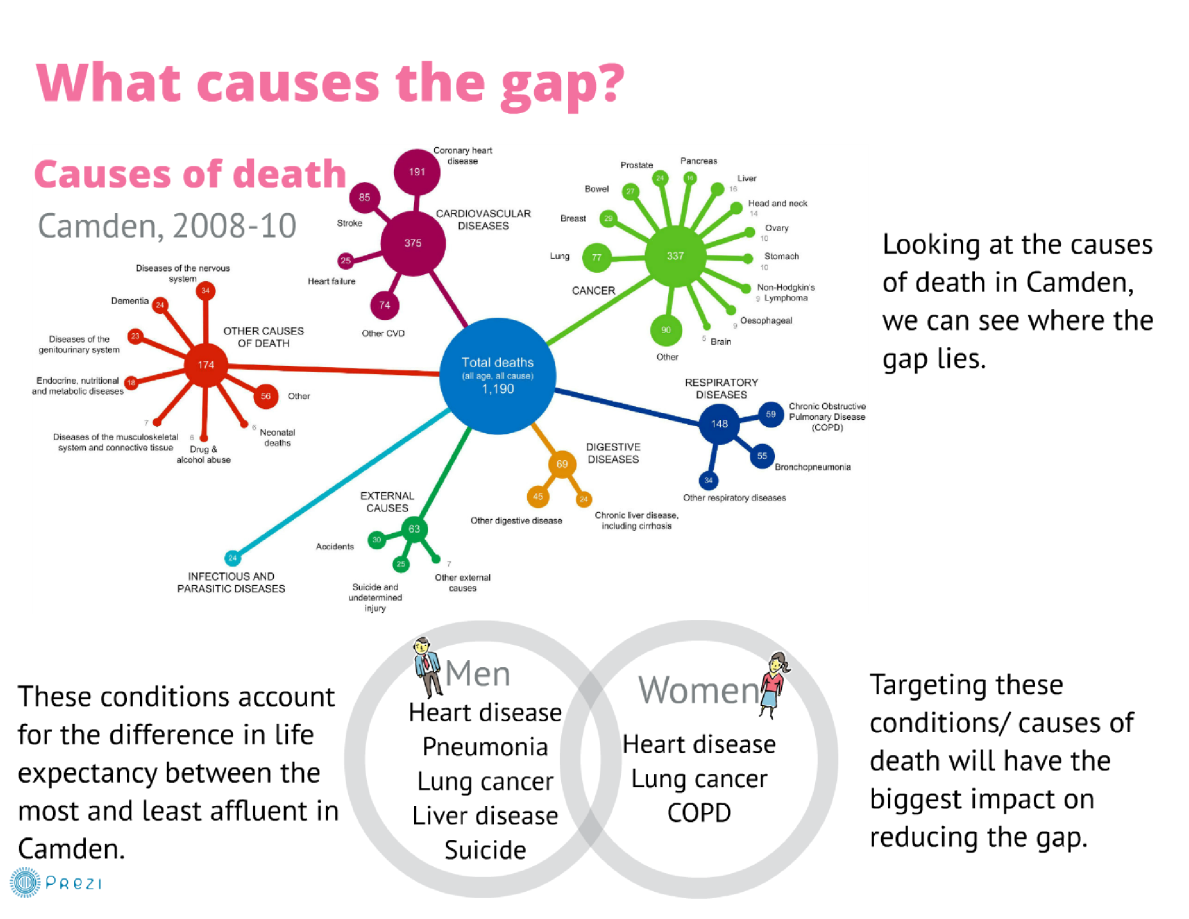 What causes the gap?
Causes of death
Camden, 2008-10
Coronary heart
disease
191
85
Stroke
CARDIOVASCULAR
DISEASES
375
25
Heart failure
74
Other CVD
Prostate
24
Pancreas
14
Liver
16
Bowel
27
Head and neck
14
Breast
29
Ovary
10
Lung
77
337
Stomach
10
CANCER
Non-Hodgkin's
9 Lymphoma
Oesophageal
9
Brain
5
90
Other
Looking at the causes
of death in Camden,
we can see where the
gap lies.
Diseases of the nervous
system
34
Dementia
24
OTHER CAUSES
OF DEATH
Diseases of the
genitourinary system
23
174
Endocrine, nutritional
and metabolic diseases
18
56
Other
7
Diseases of the musculoskeletal
system and connective tissue
8
Drug &
alcohol abuse
6
Neonatal
deaths
Total deaths
(all age, all cause)
1,190
RESPIRATORY
DISEASES
148
59
Chronic Obstructive
Pulmonary Disease
(COPD)
55
Bronchopneumonia
34
Other respiratory diseases
DIGESTIVE
DISEASES
69
45
Other digestive disease
24
Chronic liver disease,
including cirrhosis
EXTERNAL
CAUSES
63
Accidents
30
25
Suicide and
undetermined
injury
7
Other external
causes
24
INFECTIOUS AND
PARASITIC DISEASES
These conditions account
for the difference in life
expectancy between the
most and least affluent in
Camden.
Men
Heart disease
Pneumonia
Lung cancer
Liver disease
Suicide
Women
Heart disease
Lung cancer
COPD
Targeting these
conditions/ causes of
death will have the
biggest impact on
reducing the gap.
PREZI